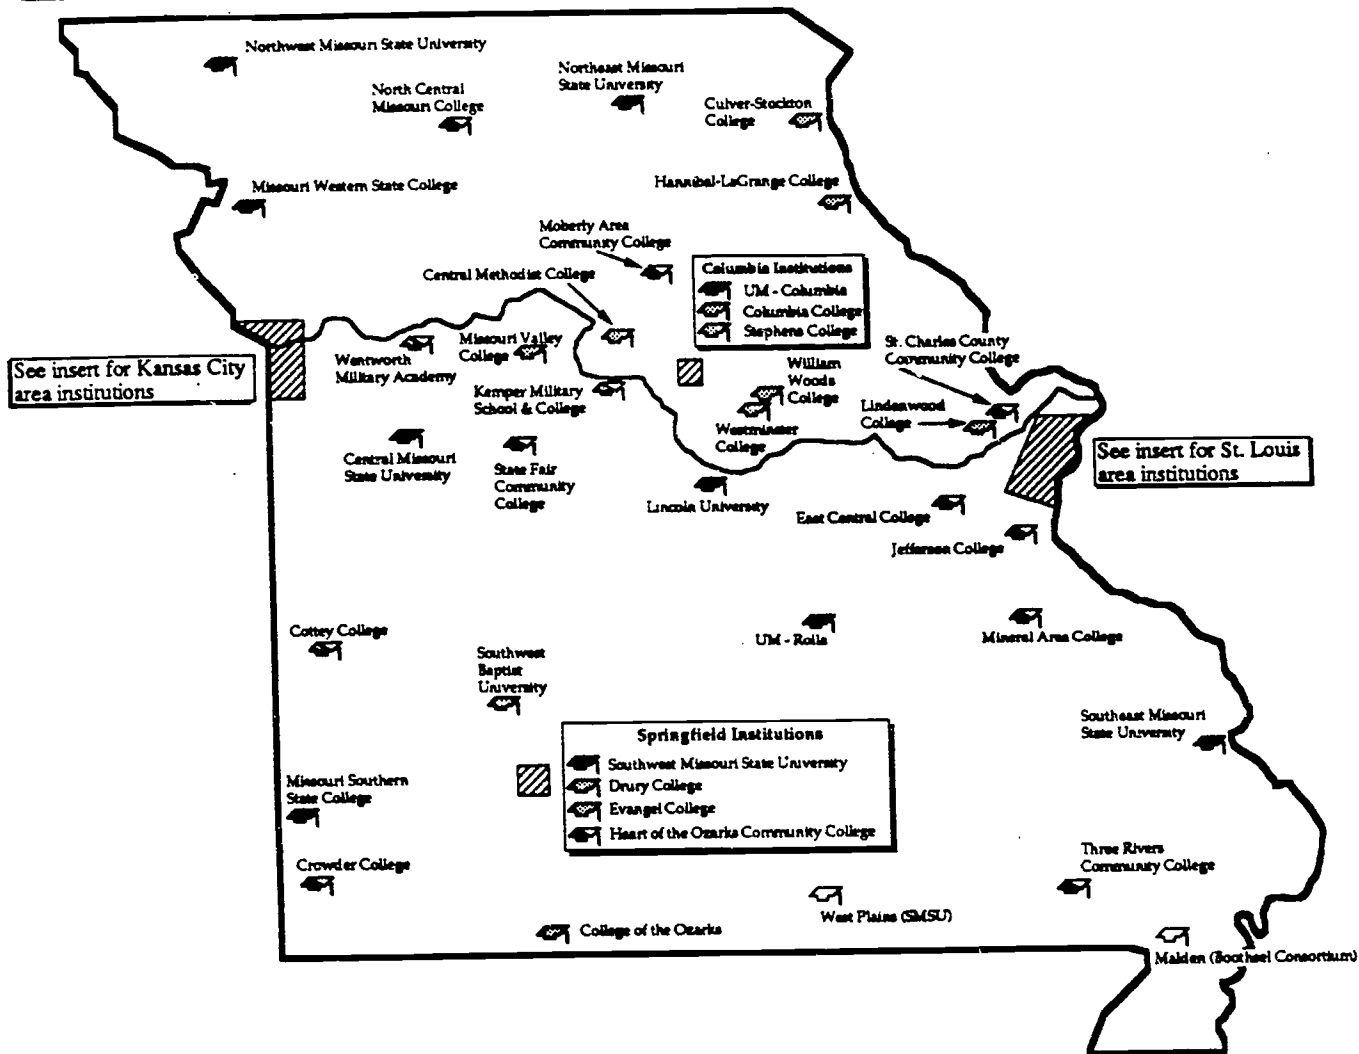 Northwest Missouri State University
North Central
Missouri College
Northeast Missouri
State University
Culver-Stockton
College
Missouri Western State College
Hannibal-LaGrange College
Moberly Area
Community College
Central Methodist College
Columbia Institutions
UM - Columbia
Columbia College
Stephens College
St. Charles County
Community College
See insert for Kansas City
area institutions
Wentworth
Military Academy
Missouri Valley
College
Kemper Military
School & College
William
Woods
College
Westminster
College
Lindenwood
College
See insert for St. Louis
area institutions
Central Missouri
State University
State Fair
Community
College
Lincoln University
East Central College
Jefferson College
Cottey College
Southwest
Baptist
University
UM - Rolla
Mineral Area College
Southeast Missouri
State University
Springfield Institutions
Southwest Missouri State University
Drury College
Evangel College
Heart of the Ozarks Community College
Missouri Southern
State College
Crowder College
College of the Ozarks
West Plains (SMSU)
Three Rivers
Community College
Malden (Bootheel Consortium)